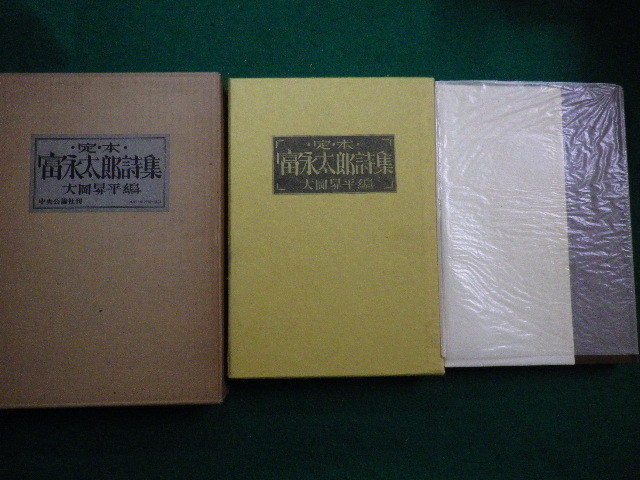 ・定・本・
富永太郎詩集
大岡昇平編
中央公論社刊
・定・本・
富永太郎詩集
大岡昇平編